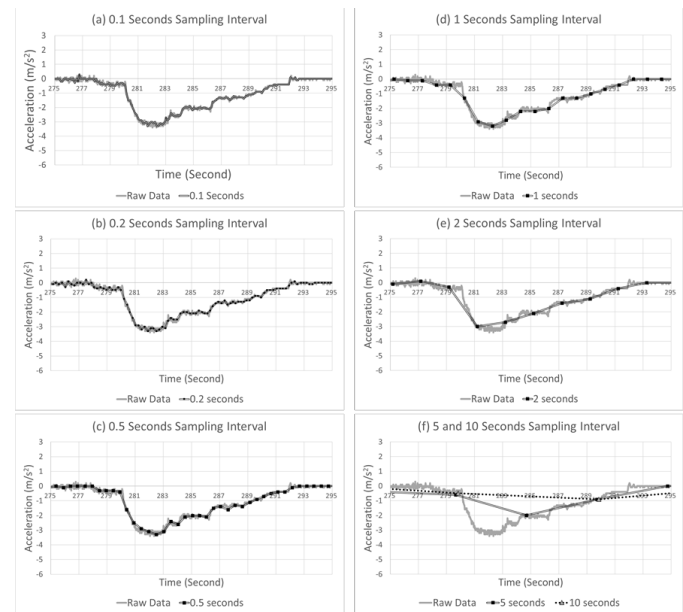 (a) 0.1 Seconds Sampling Interval
3
2
1
0
-1
-2
-3
-4
-5
-6
275 277 279 281 283 285 287 289 291 293 295
Acceleration (m/s²)
Time (Second)
Raw Data 0.1 Seconds
(b) 0.2 Seconds Sampling Interval
3
2
1
0
-1
-2
-3
-4
-5
-6
275 277 279 281 283 285 287 289 291 293 295
Acceleration (m/s²)
Time (Second)
Raw Data 0.2 seconds
(c) 0.5 Seconds Sampling Interval
3
2
1
0
-1
-2
-3
-4
-5
-6
275 277 279 281 283 285 287 289 291 293 295
Acceleration (m/s²)
Time (Second)
Raw Data 0.5 seconds
(d) 1 Seconds Sampling Interval
3
2
1
0
-1
-2
-3
-4
-5
-6
275 277 279 281 283 285 287 289 291 293 295
Acceleration (m/s²)
Time (Second)
Raw Data 1 seconds
(e) 2 Seconds Sampling Interval
3
2
1
0
-1
-2
-3
-4
-5
-6
275 277 279 281 283 285 287 289 291 293 295
Acceleration (m/s²)
Time (Second)
Raw Data 2 seconds
(f) 5 and 10 Seconds Sampling Interval
3
2
1
0
-1
-2
-3
-4
-5
-6
275 277 279 281 283 285 287 289 291 293 295
Acceleration (m/s²)
Time (Second)
Raw Data 5 seconds 10 seconds